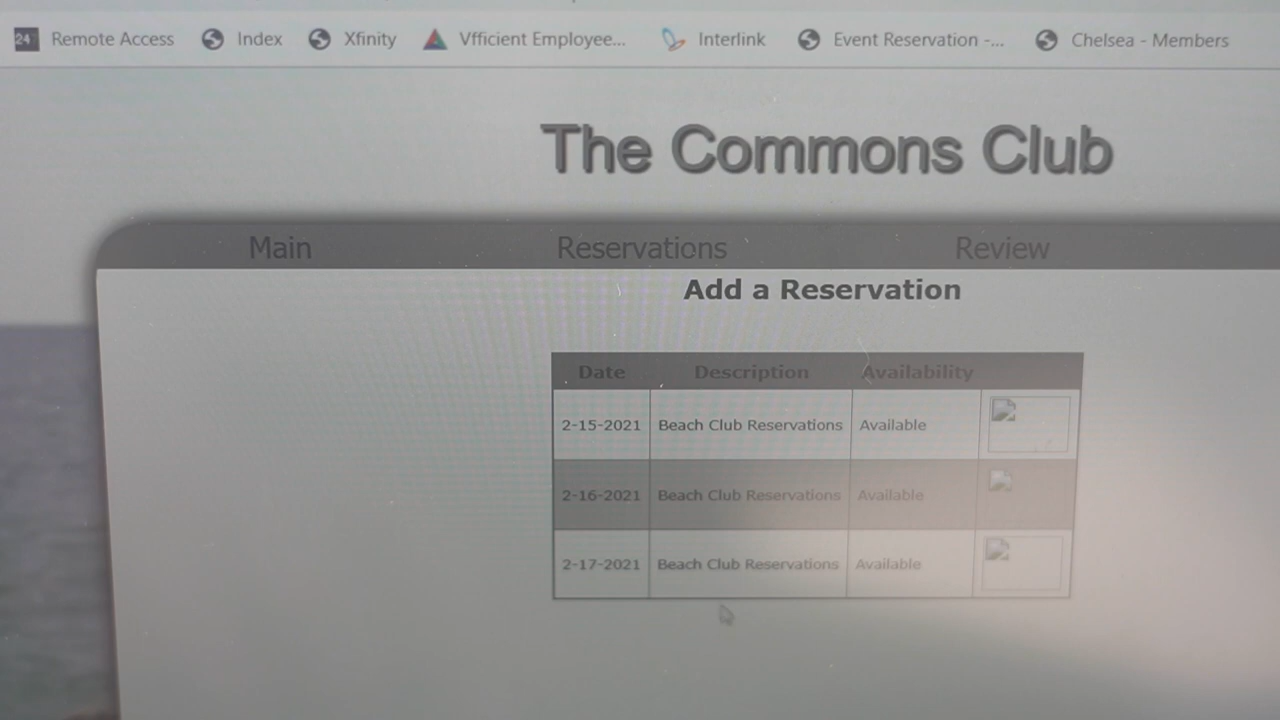 24 Remote Access Index Xfinity Vfficient Employee... Interlink Event Reservation -... Chelsea - Members
The Commons Club
Main Reservations Review
Add a Reservation
Date Description Availability
2-15-2021 Beach Club Reservations Available
2-16-2021 Beach Club Reservations Available
2-17-2021 Beach Club Reservations Available